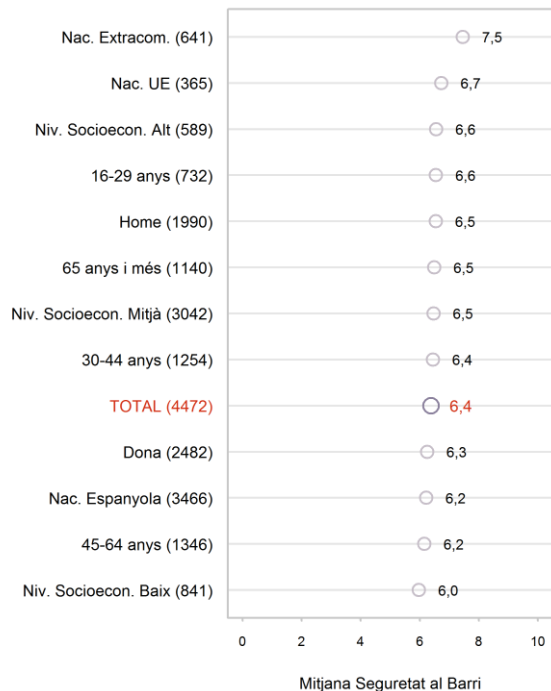 Nac. Extracom. (641) 7,5
Nac. UE (365) 6,7
Niv. Socioecon. Alt (589) 6,6
16-29 anys (732) 6,6
Home (1990) 6,5
65 anys i més (1140) 6,5
Niv. Socioecon. Mitjà (3042) 6,5
30-44 anys (1254) 6,4
TOTAL (4472) 6,4
Dona (2482) 6,3
Nac. Espanyola (3466) 6,2
45-64 anys (1346) 6,2
Niv. Socioecon. Baix (841) 6,0
0 2 4 6 8 10
Mitjana Seguretat al Barri